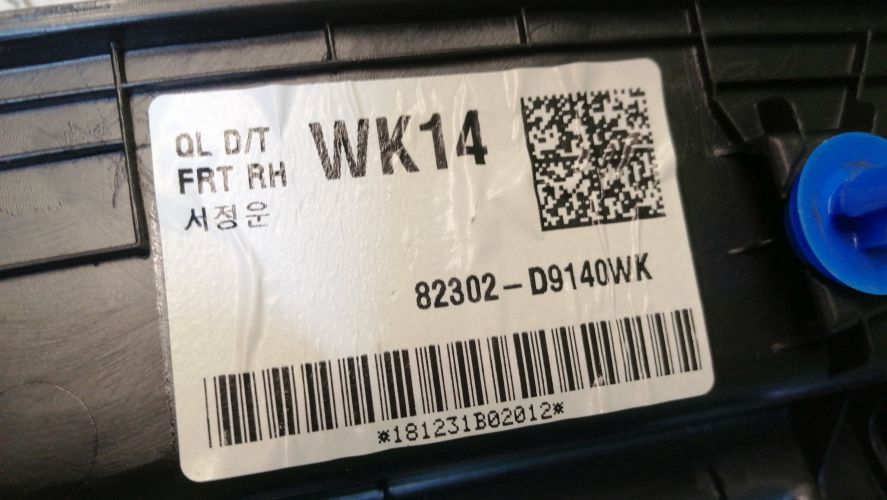 QL D/T WK14
FRT RH
서정운
82302-D9140WK
*181231B02012*